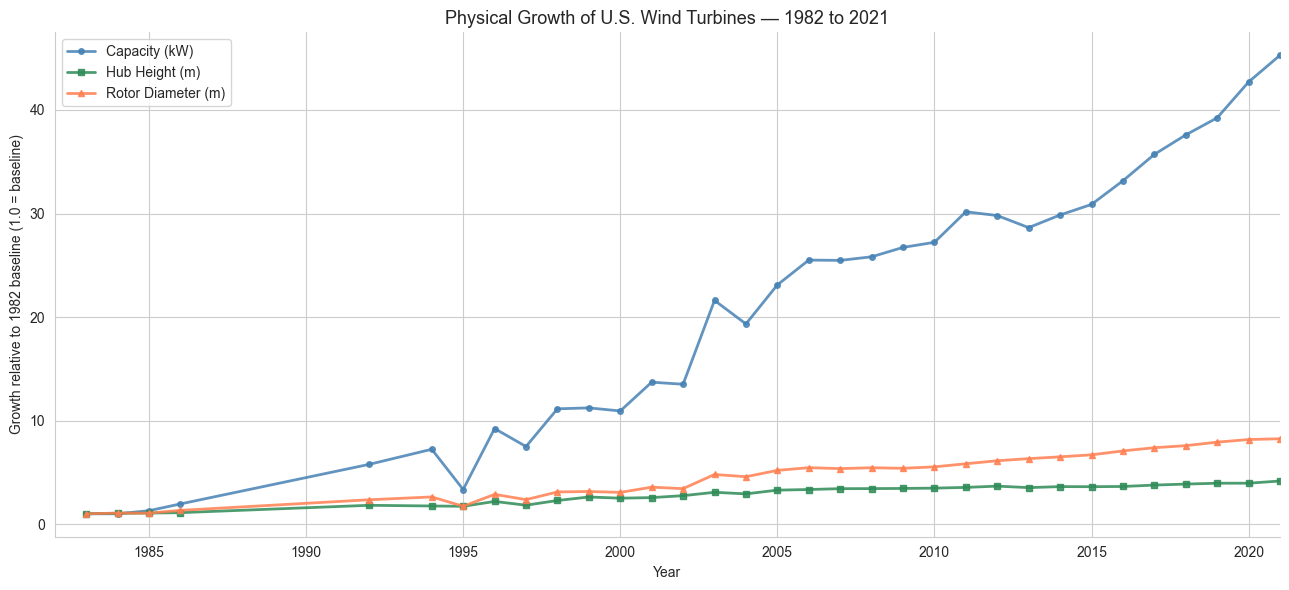 Physical Growth of U.S. Wind Turbines — 1982 to 2021
Capacity (kW)
Hub Height (m)
Rotor Diameter (m)
Growth relative to 1982 baseline (1.0 = baseline)
40
30
20
10
0
1985 1990 1995 2000 2005 2010 2015 2020
Year